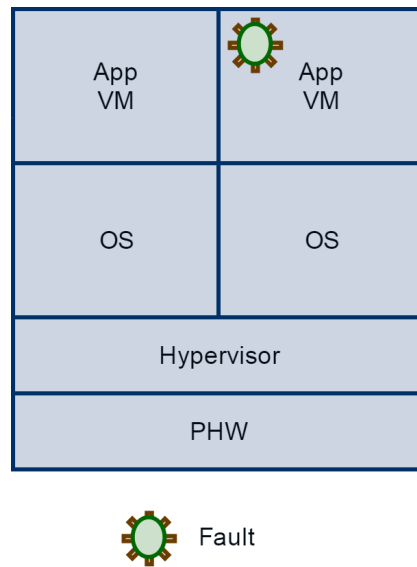 App
VM
App
VM
OS
OS
Hypervisor
PHW
Fault